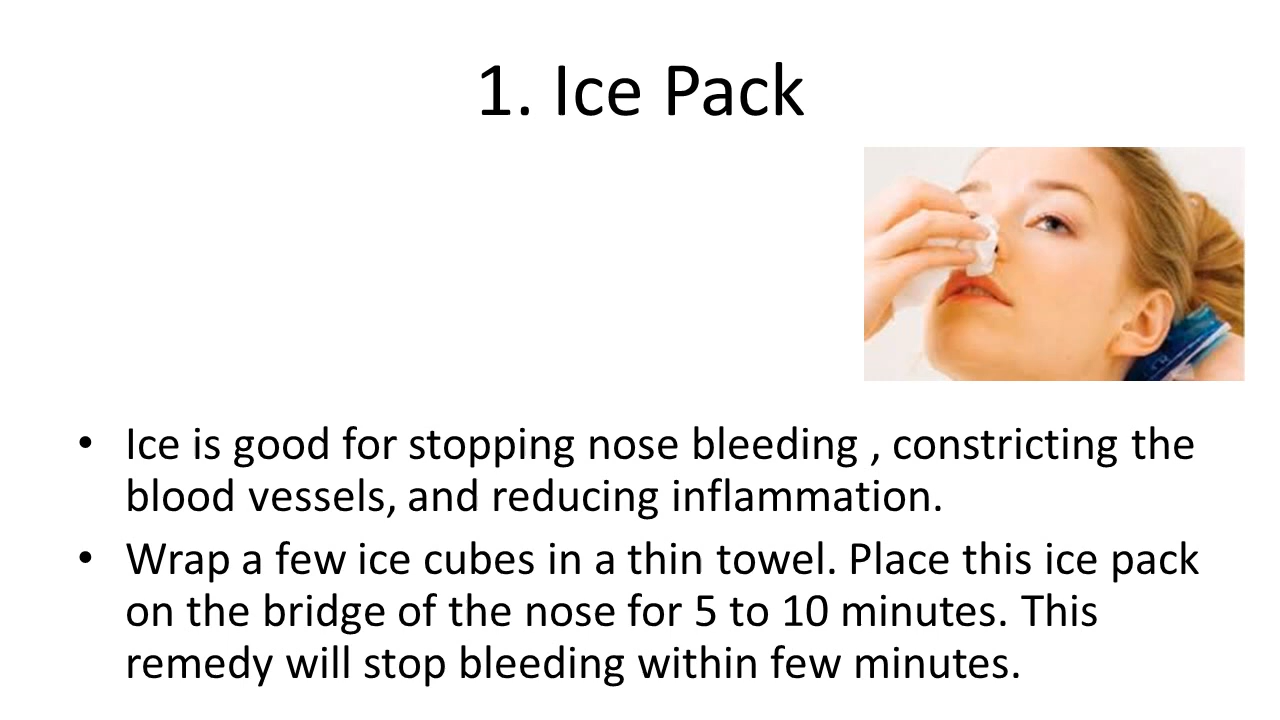 1. Ice Pack
• Ice is good for stopping nose bleeding , constricting the
blood vessels, and reducing inflammation.
• Wrap a few ice cubes in a thin towel. Place this ice pack
on the bridge of the nose for 5 to 10 minutes. This
remedy will stop bleeding within few minutes.